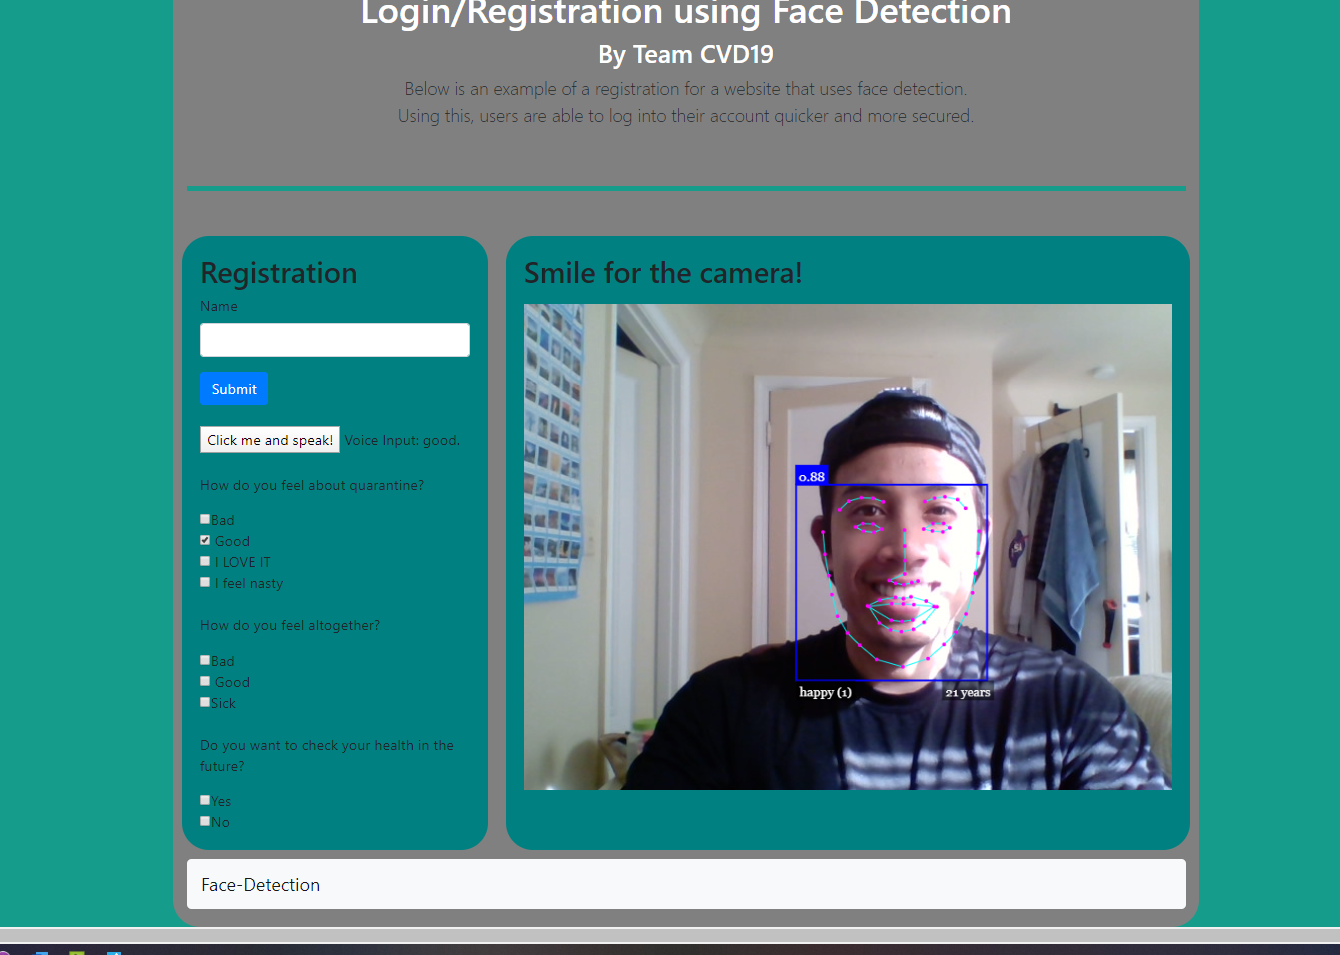 Login/Registration using Face Detection
By Team CVD19
Below is an example of a registration for a website that uses face detection.
Using this, users are able to log into their account quicker and more secured.
Registration
Name
Submit
Click me and speak! Voice Input: good.
How do you feel about quarantine?
Bad
Good
I LOVE IT
I feel nasty
How do you feel altogether?
Bad
Good
Sick
Do you want to check your health in the
future?
Yes
No
Smile for the camera!
0.88
happy (1)
21 years
Face-Detection